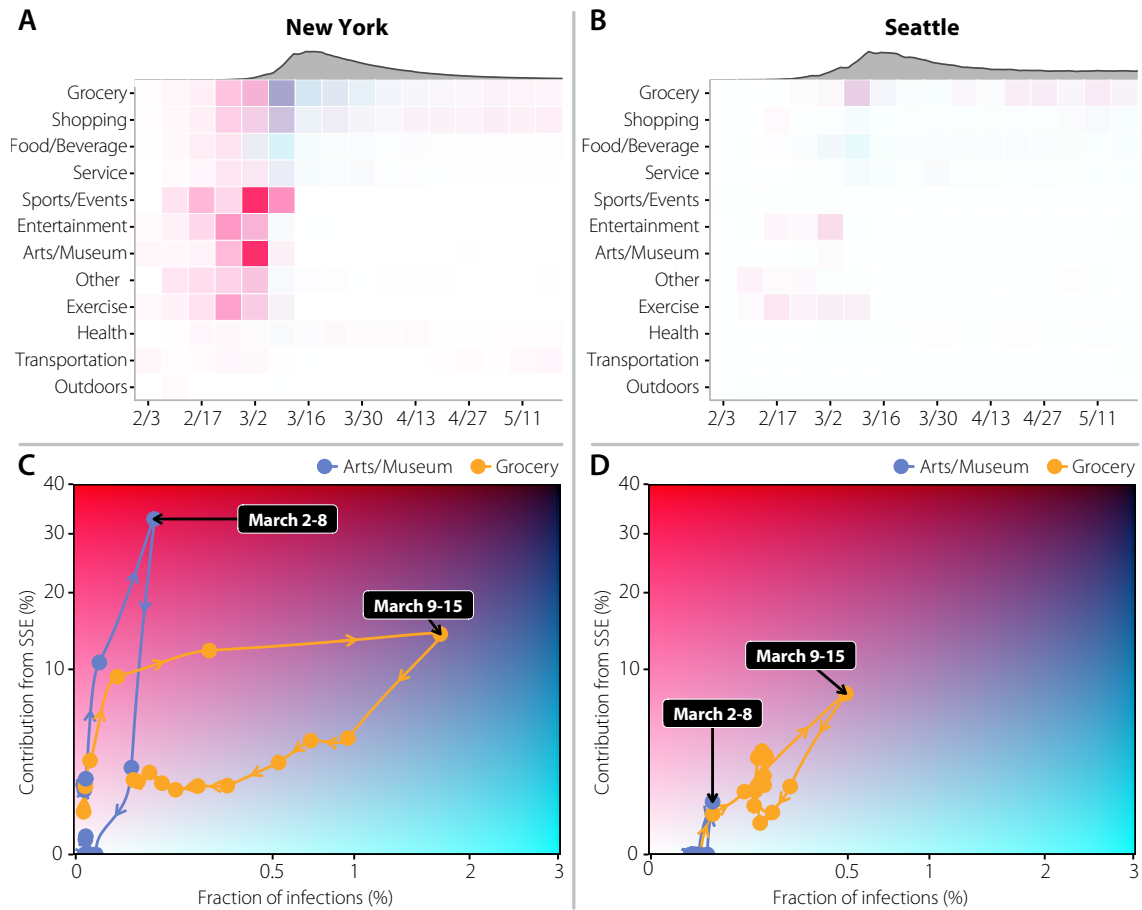 A
New York
Grocery
Shopping
Food/Beverage
Service
Sports/Events
Entertainment
Arts/Museum
Other
Exercise
Health
Transportation
Outdoors
2/3 2/17 3/2 3/16 3/30 4/13 4/27 5/11
B
Seattle
Grocery
Shopping
Food/Beverage
Service
Sports/Events
Entertainment
Arts/Museum
Other
Exercise
Health
Transportation
Outdoors
2/3 2/17 3/2 3/16 3/30 4/13 4/27 5/11
C
Arts/Museum Grocery
40
30
20
10
0
Contribution from SSE (%)
March 2-8
March 9-15
0 0.5 1 2 3
Fraction of infections (%)
D
Arts/Museum Grocery
40
30
20
10
0
Contribution from SSE (%)
March 9-15
March 2-8
0 0.5 1 2 3
Fraction of infections (%)